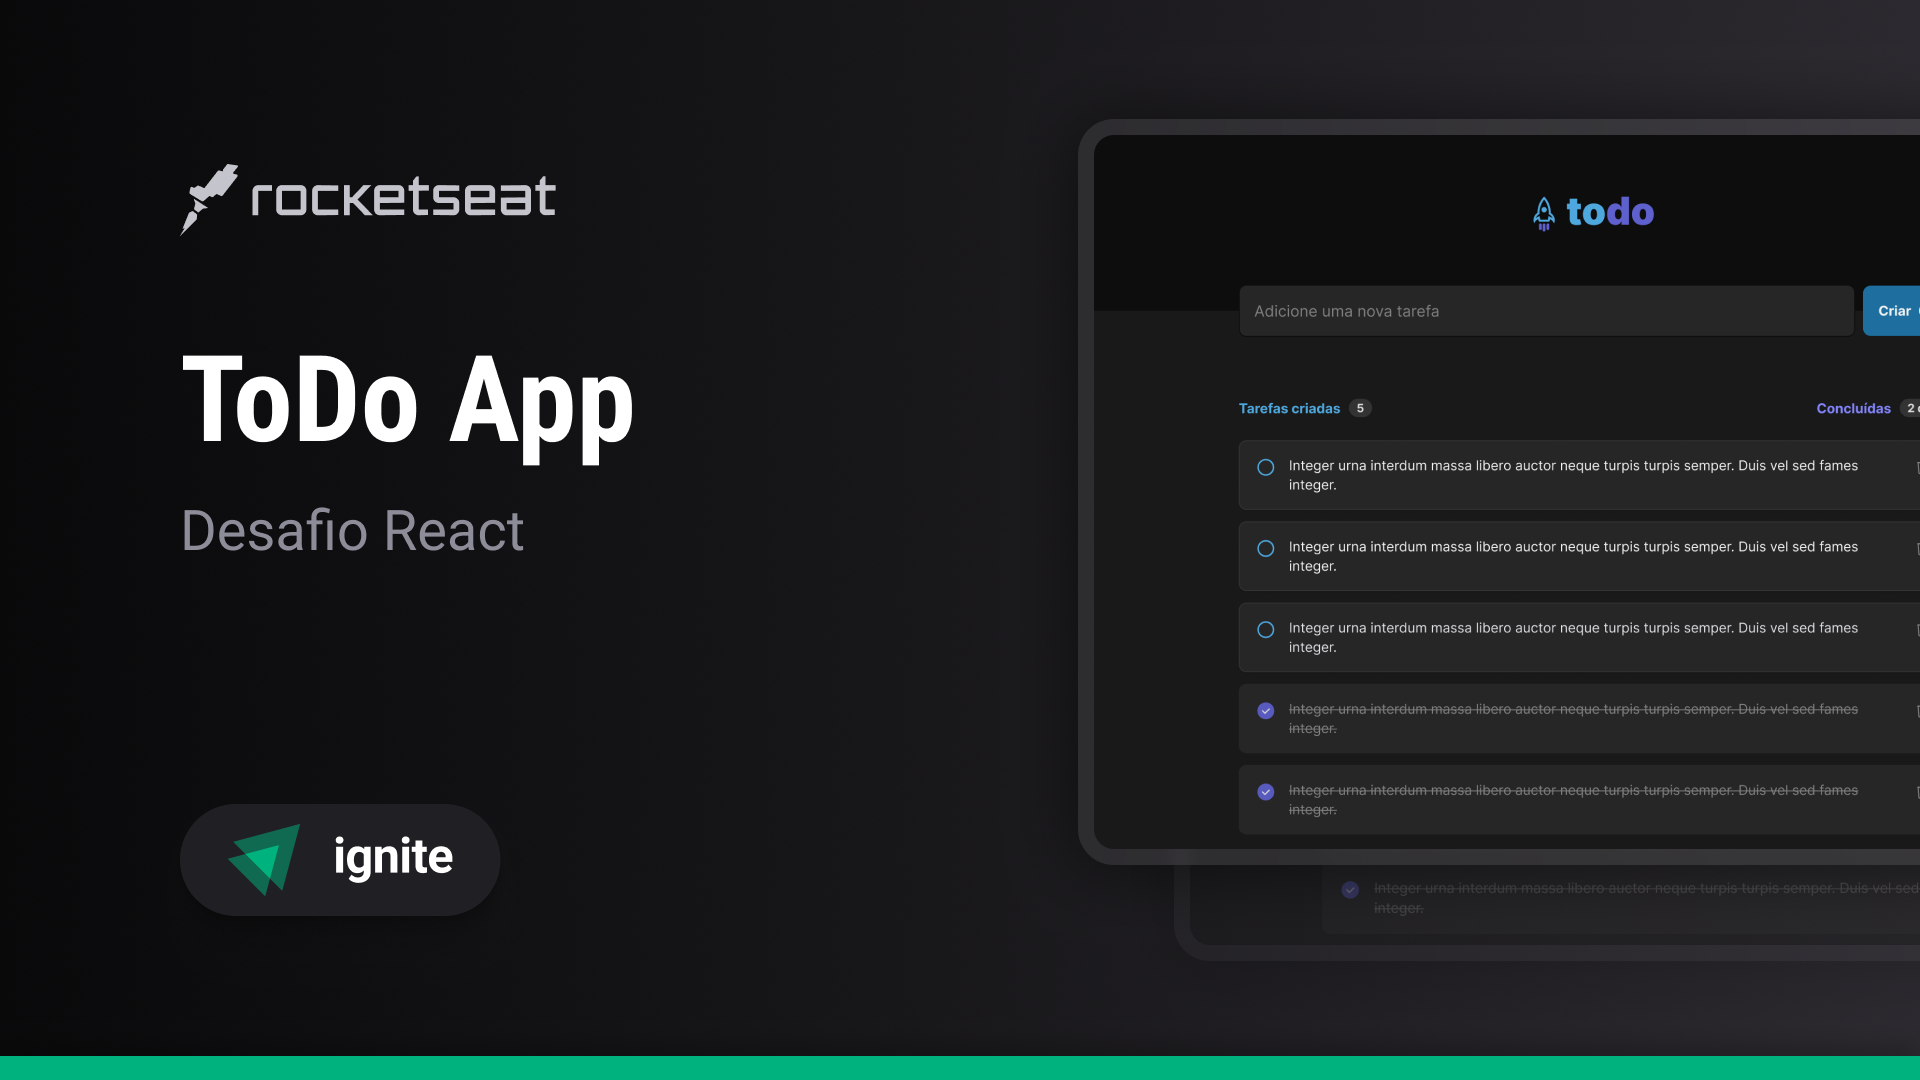 rocketseat
ToDo App
Desafio React
ignite
todo
Adicione uma nova tarefa
Criar
Tarefas criadas 5
Concluídas 2
Integer urna interdum massa libero auctor neque turpis turpis semper. Duis vel sed fames
integer.
Integer urna interdum massa libero auctor neque turpis turpis semper. Duis vel sed fames
integer.
Integer urna interdum massa libero auctor neque turpis turpis semper. Duis vel sed fames
integer.
Integer urna interdum massa libero auctor neque turpis turpis semper. Duis vel sed fames
integer.
Integer urna interdum massa libero auctor neque turpis turpis semper. Duis vel sed fames
integer.
Integer urna interdum massa libero auctor neque turpis turpis semper. Duis vel sed
integer.